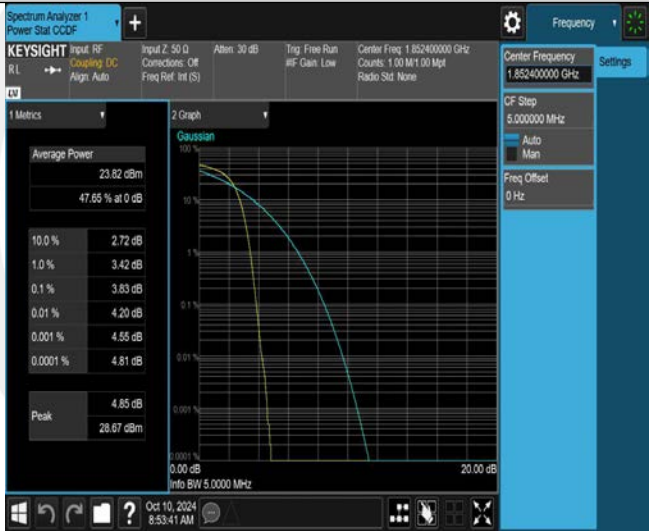 Spectrum Analyzer 1
Power Stat CCDF
Frequency
KEYSIGHT
RL
Input: RF
Coupling: DC
Align: Auto
Input Z: 50 Ω
Corrections: Off
Freq Ref: Int (S)
Atten: 30 dB
Trig: Free Run
#IF Gain: Low
Center Freq: 1.852400000 GHz
Counts: 1.00 M/1.00 Mpt
Radio Std: None
Center Frequency
1.852400000 GHz
Settings
CF Step
5.000000 MHz
Auto
Man
Freq Offset
0 Hz
1 Metrics
Average Power
23.82 dBm
47.65 % at 0 dB
10.0 % 2.72 dB
1.0 % 3.42 dB
0.1 % 3.83 dB
0.01 % 4.20 dB
0.001 % 4.55 dB
0.0001 % 4.81 dB
Peak
4.85 dB
28.67 dBm
2 Graph
Gaussian
100 %
10 %
1 %
0.1 %
0.01 %
0.001 %
0.0001 %
0.00 dB
20.00 dB
Info BW 5.0000 MHz
?
Oct 10, 2024
8:53:41 AM